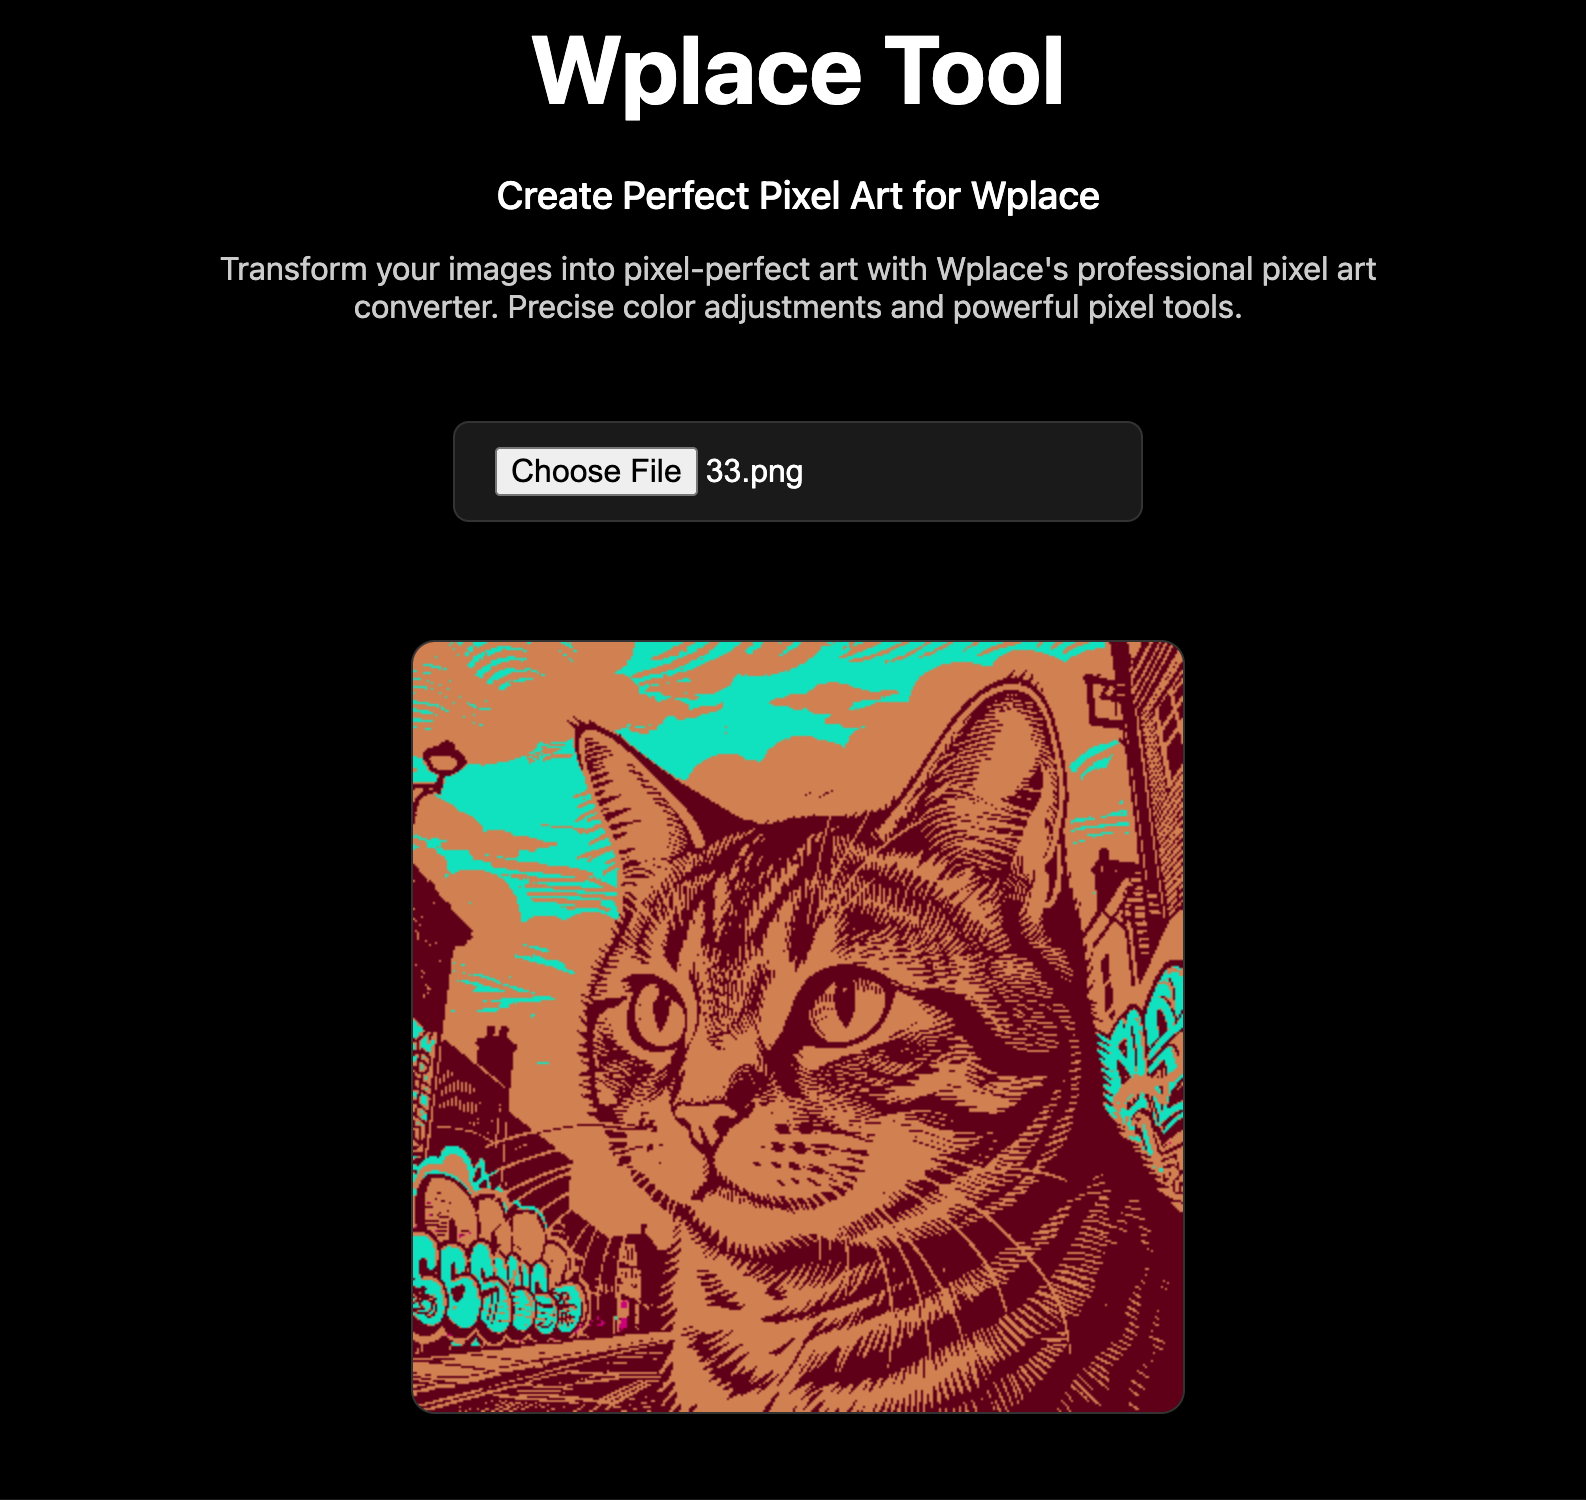 Wplace Tool
Create Perfect Pixel Art for Wplace
Transform your images into pixel-perfect art with Wplace's professional pixel art
converter. Precise color adjustments and powerful pixel tools.
Choose File 33.png